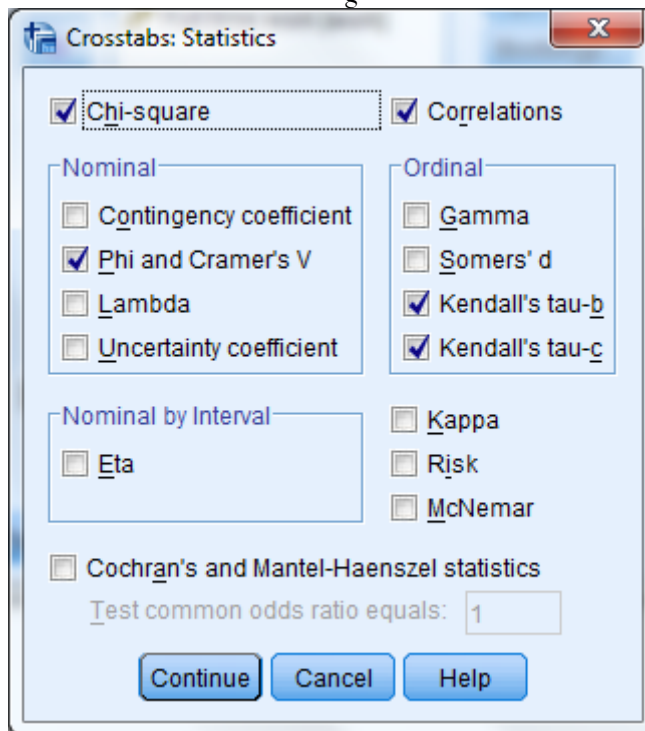 Crosstabs: Statistics
Chi-square
Correlations
Nominal
Contingency coefficient
Phi and Cramer's V
Lambda
Uncertainty coefficient
Ordinal
Gamma
Somers' d
Kendall's tau-b
Kendall's tau-c
Nominal by Interval
Eta
Kappa
Risk
McNemar
Cochran's and Mantel-Haenszel statistics
Test common odds ratio equals: 1
Continue Cancel Help